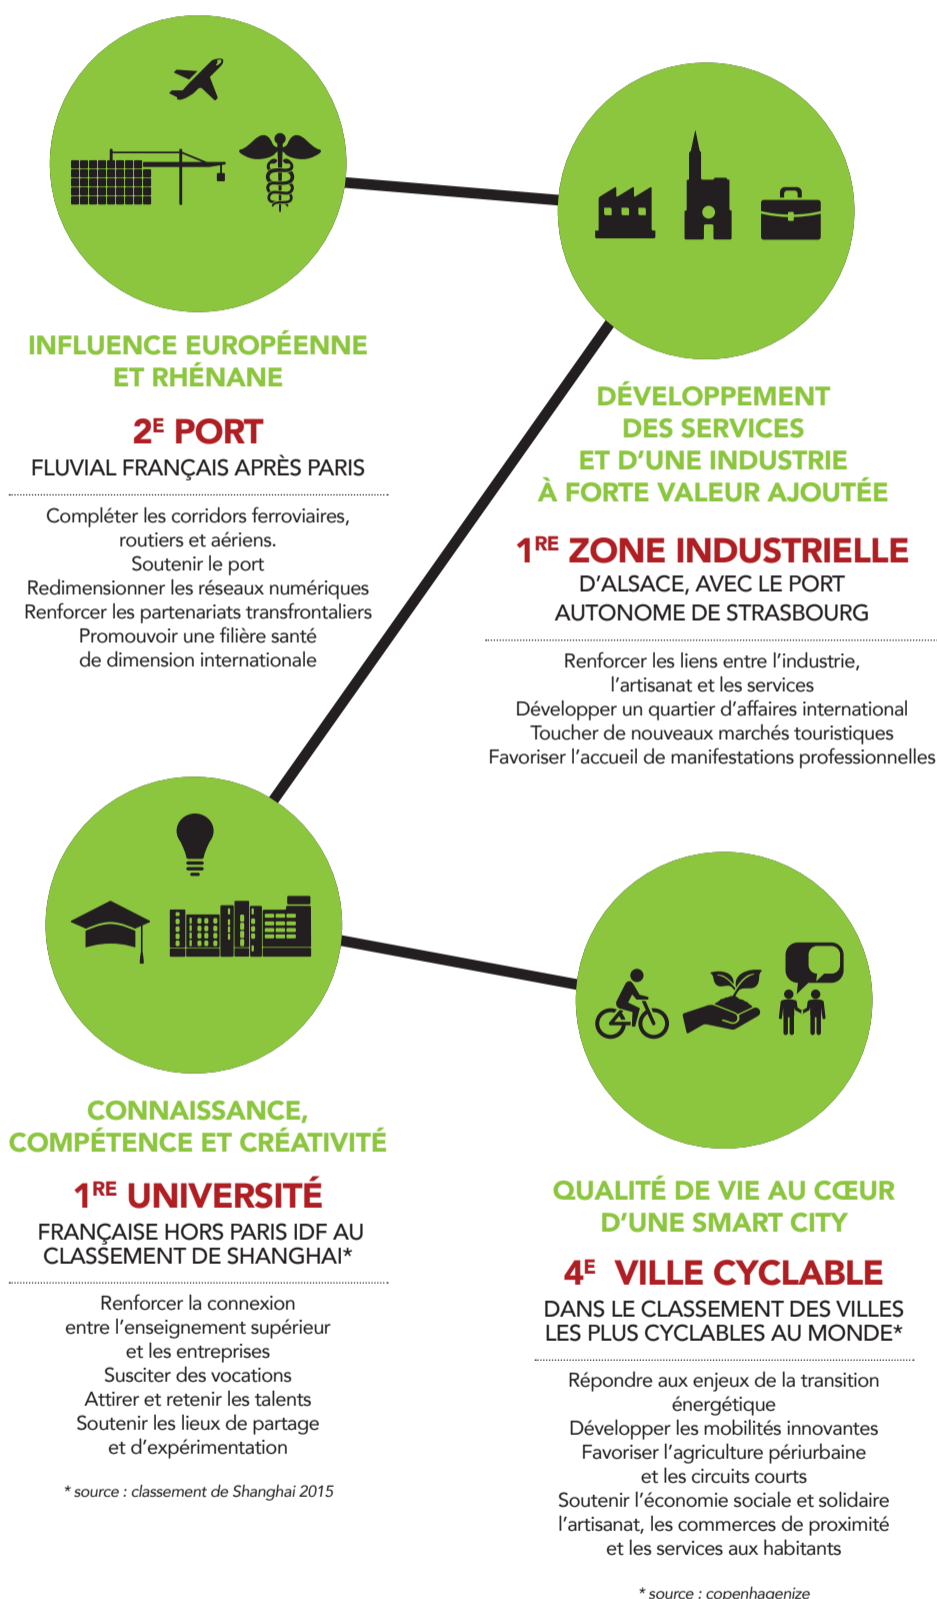 INFLUENCE EUROPÉENNE
ET RHÉNANE
2E PORT
FLUVIAL FRANÇAIS APRÈS PARIS
Compléter les corridors ferroviaires,
routiers et aériens.
Soutenir le port
Redimensionner les réseaux numériques
Renforcer les partenariats transfrontaliers
Promouvoir une filière santé
de dimension internationale
DÉVELOPPEMENT
DES SERVICES
ET D'UNE INDUSTRIE
À FORTE VALEUR AJOUTÉE
1RE ZONE INDUSTRIELLE
D'ALSACE, AVEC LE PORT
AUTONOME DE STRASBOURG
Renforcer les liens entre l'industrie,
l'artisanat et les services
Développer un quartier d'affaires international
Toucher de nouveaux marchés touristiques
Favoriser l'accueil de manifestations professionnelles
CONNAISSANCE,
COMPÉTENCE ET CRÉATIVITÉ
1RE UNIVERSITÉ
FRANÇAISE HORS PARIS IDF AU
CLASSEMENT DE SHANGHAI*
Renforcer la connexion
entre l'enseignement supérieur
et les entreprises
Susciter des vocations
Attirer et retenir les talents
Soutenir les lieux de partage
et d'expérimentation
* source : classement de Shanghai 2015
QUALITÉ DE VIE AU CŒUR
D'UNE SMART CITY
4E VILLE CYCLABLE
DANS LE CLASSEMENT DES VILLES
LES PLUS CYCLABLES AU MONDE*
Répondre aux enjeux de la transition
énergétique
Développer les mobilités innovantes
Favoriser l'agriculture périurbaine
et les circuits courts
Soutenir l'économie sociale et solidaire
l'artisanat, les commerces de proximité
et les services aux habitants
* source : copenhagenize